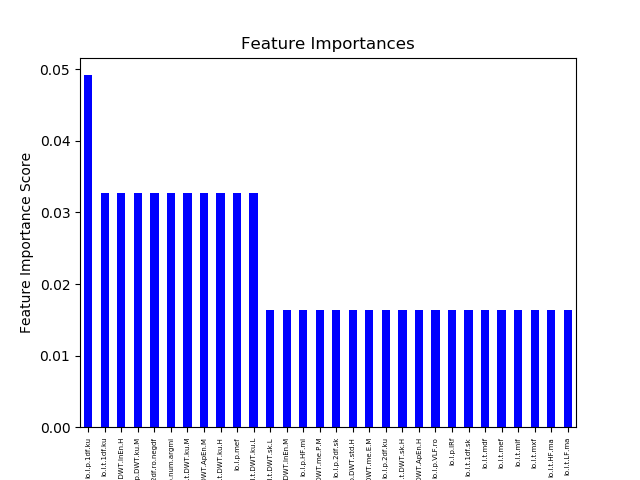 Feature Importances
Feature Importance Score
0.05
0.04
0.03
0.02
0.01
0.00
lo.l.p.1df.ku
lo.l.t.1df.ku
DWT.InEn.H
p.DWT.ku.M
2df.ro.negdf
.num.argmi
.t.DWT.ku.M
OWT.ApEn.M
.t.DWT.ku.H
lo.l.p.mef
l.t.DWT.ku.L
l.t.DWT.sk.L
DWT.InEn.M
lo.l.p.HF.mi
DWT.me.P.M
lo.l.p.2df.sk
.DWT.std.H
DWT.me.E.M
lo.l.p.2df.ku
.t.DWT.sk.H
DWT.ApEn.H
lo.l.p.VLF.ro
lo.l.p.IRf
lo.l.t.1df.sk
lo.l.t.mdf
lo.l.t.mef
lo.l.t.mif
lo.l.t.mxf
lo.l.t.HF.ma
lo.l.t.LF.ma